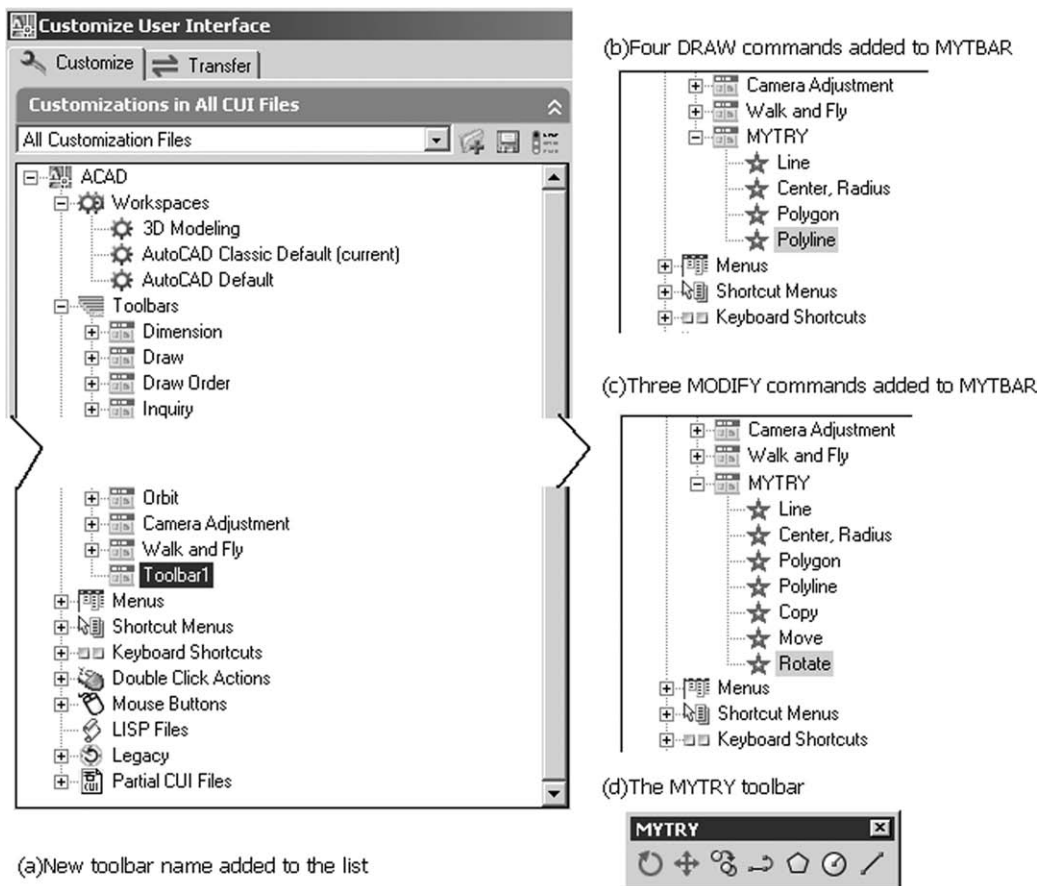 Customize User Interface
Customize
Transfer
Customizations in All CUI Files
All Customization Files
ACAD
Workspaces
3D Modeling
AutoCAD Classic Default (current)
AutoCAD Default
Toolbars
Dimension
Draw
Draw Order
Inquiry
Orbit
Camera Adjustment
Walk and Fly
Toolbar1
Menus
Shortcut Menus
Keyboard Shortcuts
Double Click Actions
Mouse Buttons
LISP Files
Legacy
Partial CUI Files
(a)New toolbar name added to the list
(b)Four DRAW commands added to MYTBAR
Camera Adjustment
Walk and Fly
MYTRY
Line
Center, Radius
Polygon
Polyline
Menus
Shortcut Menus
Keyboard Shortcuts
(c)Three MODIFY commands added to MYTBAR
Camera Adjustment
Walk and Fly
MYTRY
Line
Center, Radius
Polygon
Polyline
Copy
Move
Rotate
Menus
Shortcut Menus
Keyboard Shortcuts
(d)The MYTRY toolbar
MYTRY